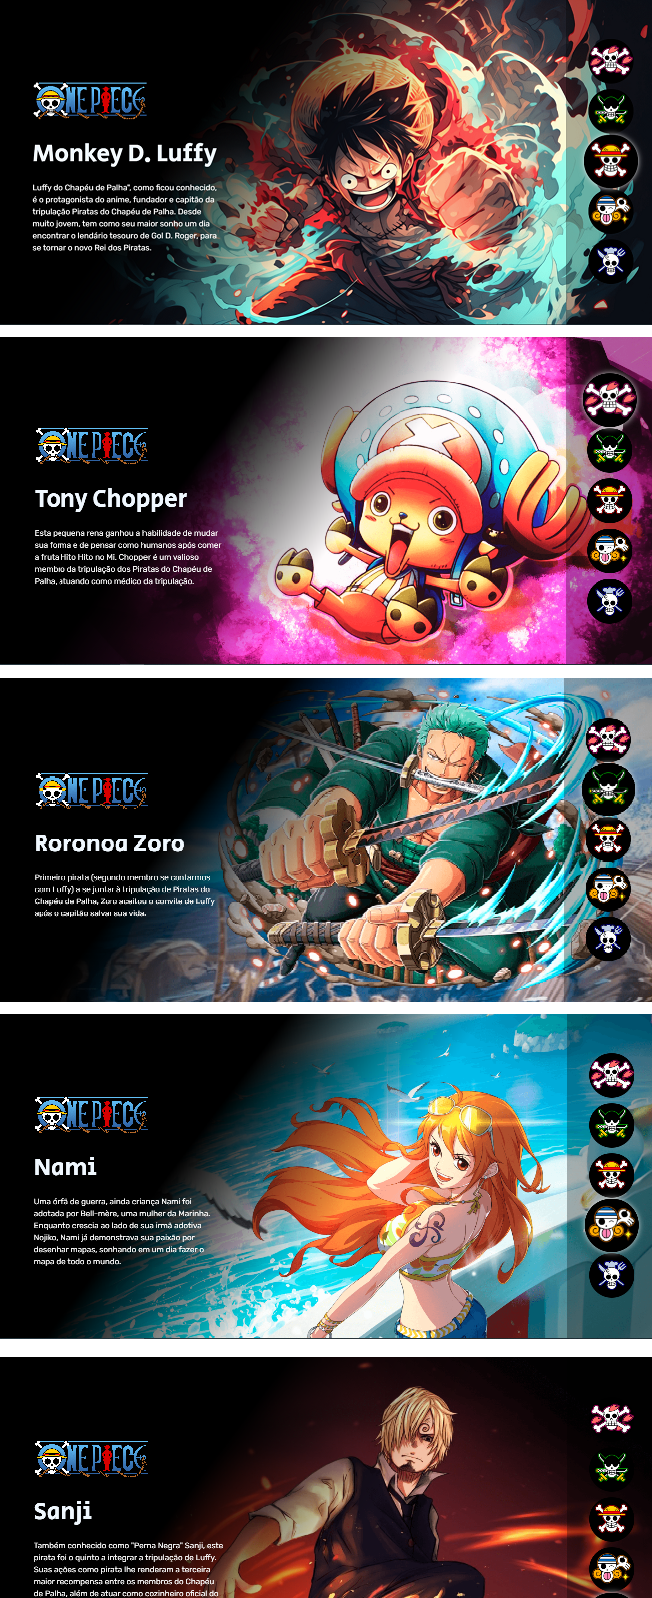 ONE PIECE
Monkey D. Luffy
Luffy do Chapéu de Palha", como ficou conhecido,
é o protagonista do anime, fundador e capitão da
tripulação Piratas do Chapéu de Palha. Desde
muito jovem, tem como seu maior sonho um dia
encontrar o lendário tesouro de Gol D. Roger, para
se tornar o novo Rei dos Piratas.
ONE PIECE
Tony Chopper
Esta pequena rena ganhou a habilidade de mudar
sua forma e de pensar como humanos após comer
a fruta Hito Hito no Mi. Chopper é um valioso
membro da tripulação dos Piratas do Chapéu de
Palha, atuando como médico da tripulação.
ONE PIECE
Roronoa Zoro
Primeiro pirata (segundo membro se contarmos
com Luffy) a se juntar à tripulação de Piratas do
Chapéu de Palha, Zoro aceitou o convite de Luffy
após o capitão salvar sua vida.
ONE PIECE
Nami
Uma órfã de guerra, ainda criança Nami foi
adotada por Bell-mère, uma mulher da Marinha.
Enquanto crescia ao lado de sua irmã adotiva
Nojiko, Nami já demonstrava sua paixão por
desenhar mapas, sonhando em um dia fazer o
mapa de todo o mundo.
ONE PIECE
Sanji
Também conhecido como "Perna Negra" Sanji, este
pirata foi o quinto a integrar a tripulação de Luffy.
Suas ações como pirata lhe renderam a terceira
maior recompensa entre os membros do Chapéu
de Palha, além de atuar como cozinheiro oficial do